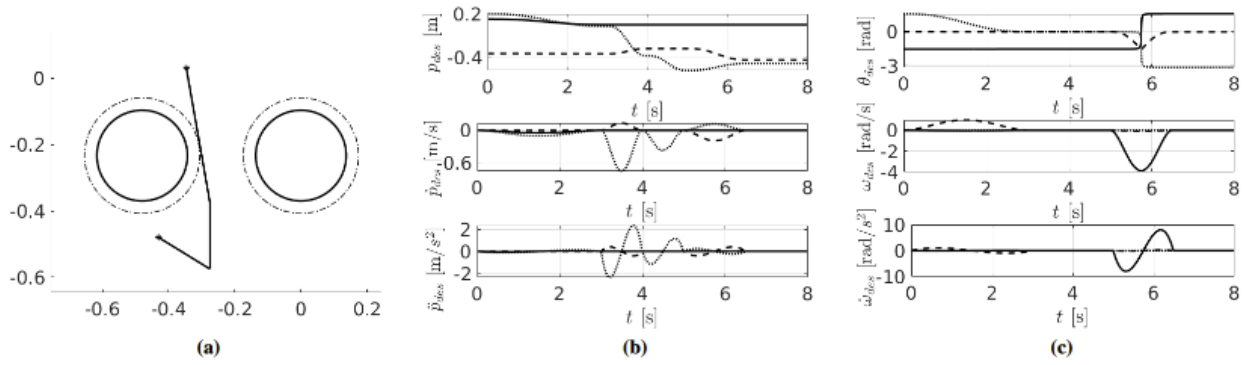 0
-0.2
-0.4
-0.6
-0.6 -0.4 -0.2 0 0.2
(a)
p_des [m]
0.2
-0.4
0 2 4 6 8
t [s]
ṗ_des [m/s]
0
-0.6
0 2 4 6 8
t [s]
p̈_des [m/s²]
2
0
-2
0 2 4 6 8
t [s]
(b)
θ_des [rad]
0
-3
0 2 4 6 8
t [s]
ω_des [rad/s]
0
-2
-4
0 2 4 6 8
t [s]
ω̇_des [rad/s²]
10
0
-10
0 2 4 6 8
t [s]
(c)